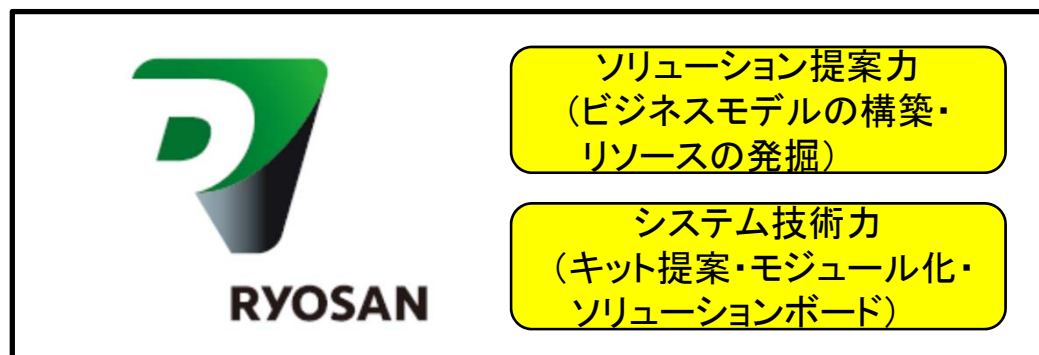 RYOSAN
ソリューション提案力
（ビジネスモデルの構築・
リソースの発掘）
システム技術力
（キット提案・モジュール化・
ソリューションボード）